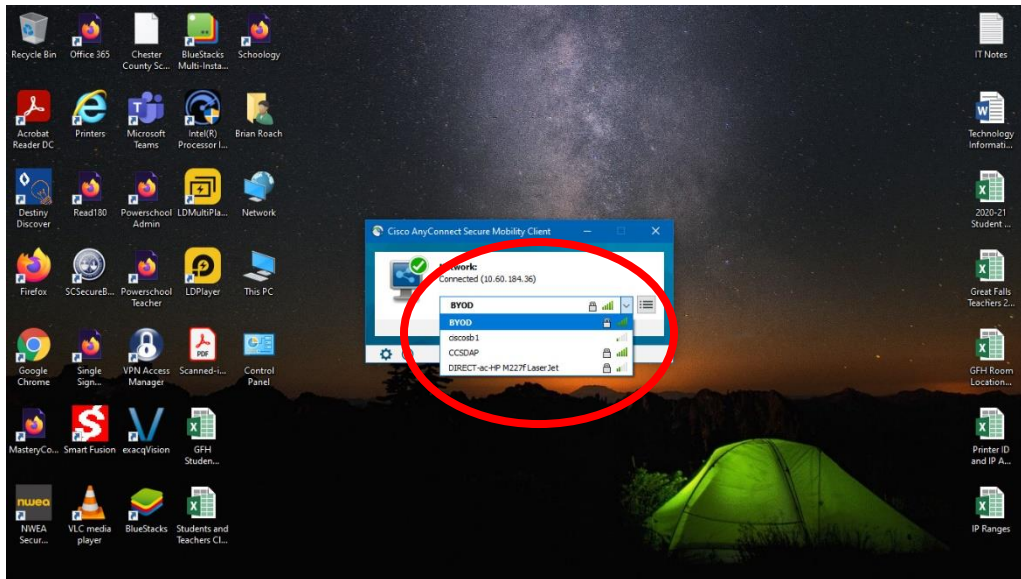 Recycle Bin
Office 365
Chester
County Sc...
BlueStacks
Multi-Insta...
Schoology
IT Notes
Acrobat
Reader DC
Printers
Microsoft
Teams
Intel(R)
Processor I...
Brian Roach
Technology
Informati...
Destiny
Discover
Read180
Powerschool
Admin
LDMultiPla...
Network
2020-21
Student ...
Cisco AnyConnect Secure Mobility Client
Connected (10.60.184.36)
BYOD
BYOD
ciscosb1
CCSDAP
DIRECT-ac-HP M227f LaserJet
Firefox
SCSecureB...
Powerschool
Teacher
LDPlayer
This PC
Great Falls
Teachers 2...
Google
Chrome
Single
Sign...
VPN Access
Manager
PDF
Scanned-i...
Control
Panel
GFH Room
Location...
MasteryCo...
Smart Fusion
exacqVision
GFH
Studen...
Printer ID
and IP A...
nwea
NWEA
Secur...
VLC media
player
BlueStacks
Students and
Teachers Cl...
IP Ranges